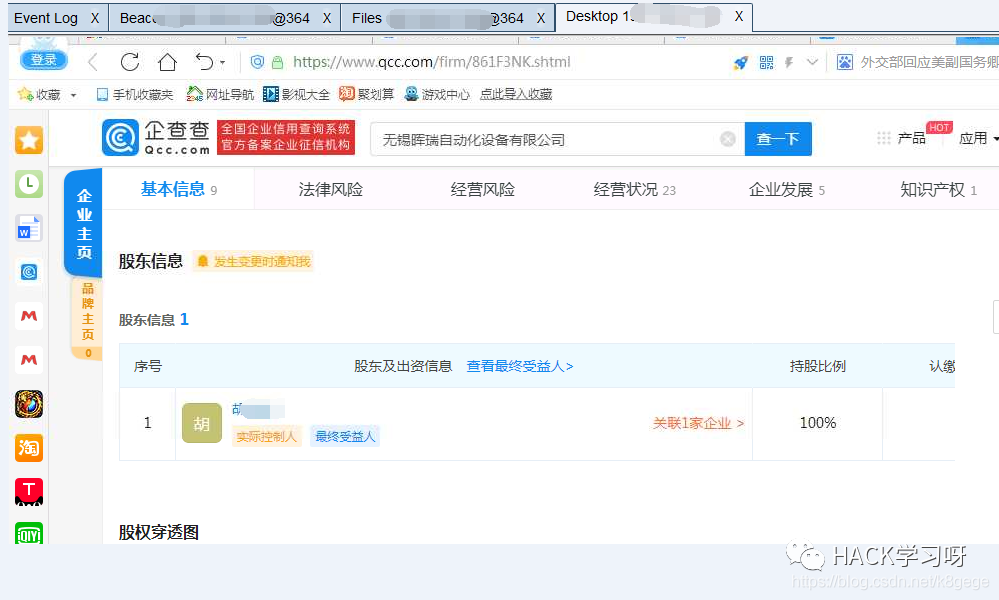 Event Log X Beac @364 X Files @364 X Desktop 1 X
登录 https://www.qcc.com/firm/861F3NK.shtml 外交部回应美副国务卿
收藏 手机收藏夹 网址导航 影视大全 聚划算 游戏中心 点此导入收藏
企查查 Qcc.com
全国企业信用查询系统
官方备案企业征信机构
无锡晖瑞自动化设备有限公司 查一下 产品 HOT 应用
企业主页
品牌主页
0
基本信息 9 法律风险 经营风险 经营状况 23 企业发展 5 知识产权 1
股东信息 发生变更时通知我
股东信息 1
序号 股东及出资信息 查看最终受益人> 持股比例 认缴
1 胡 胡 关联1家企业 > 100%
实际控制人 最终受益人
股权穿透图
HACK学习呀
https://blog.csdn.net/k8gege